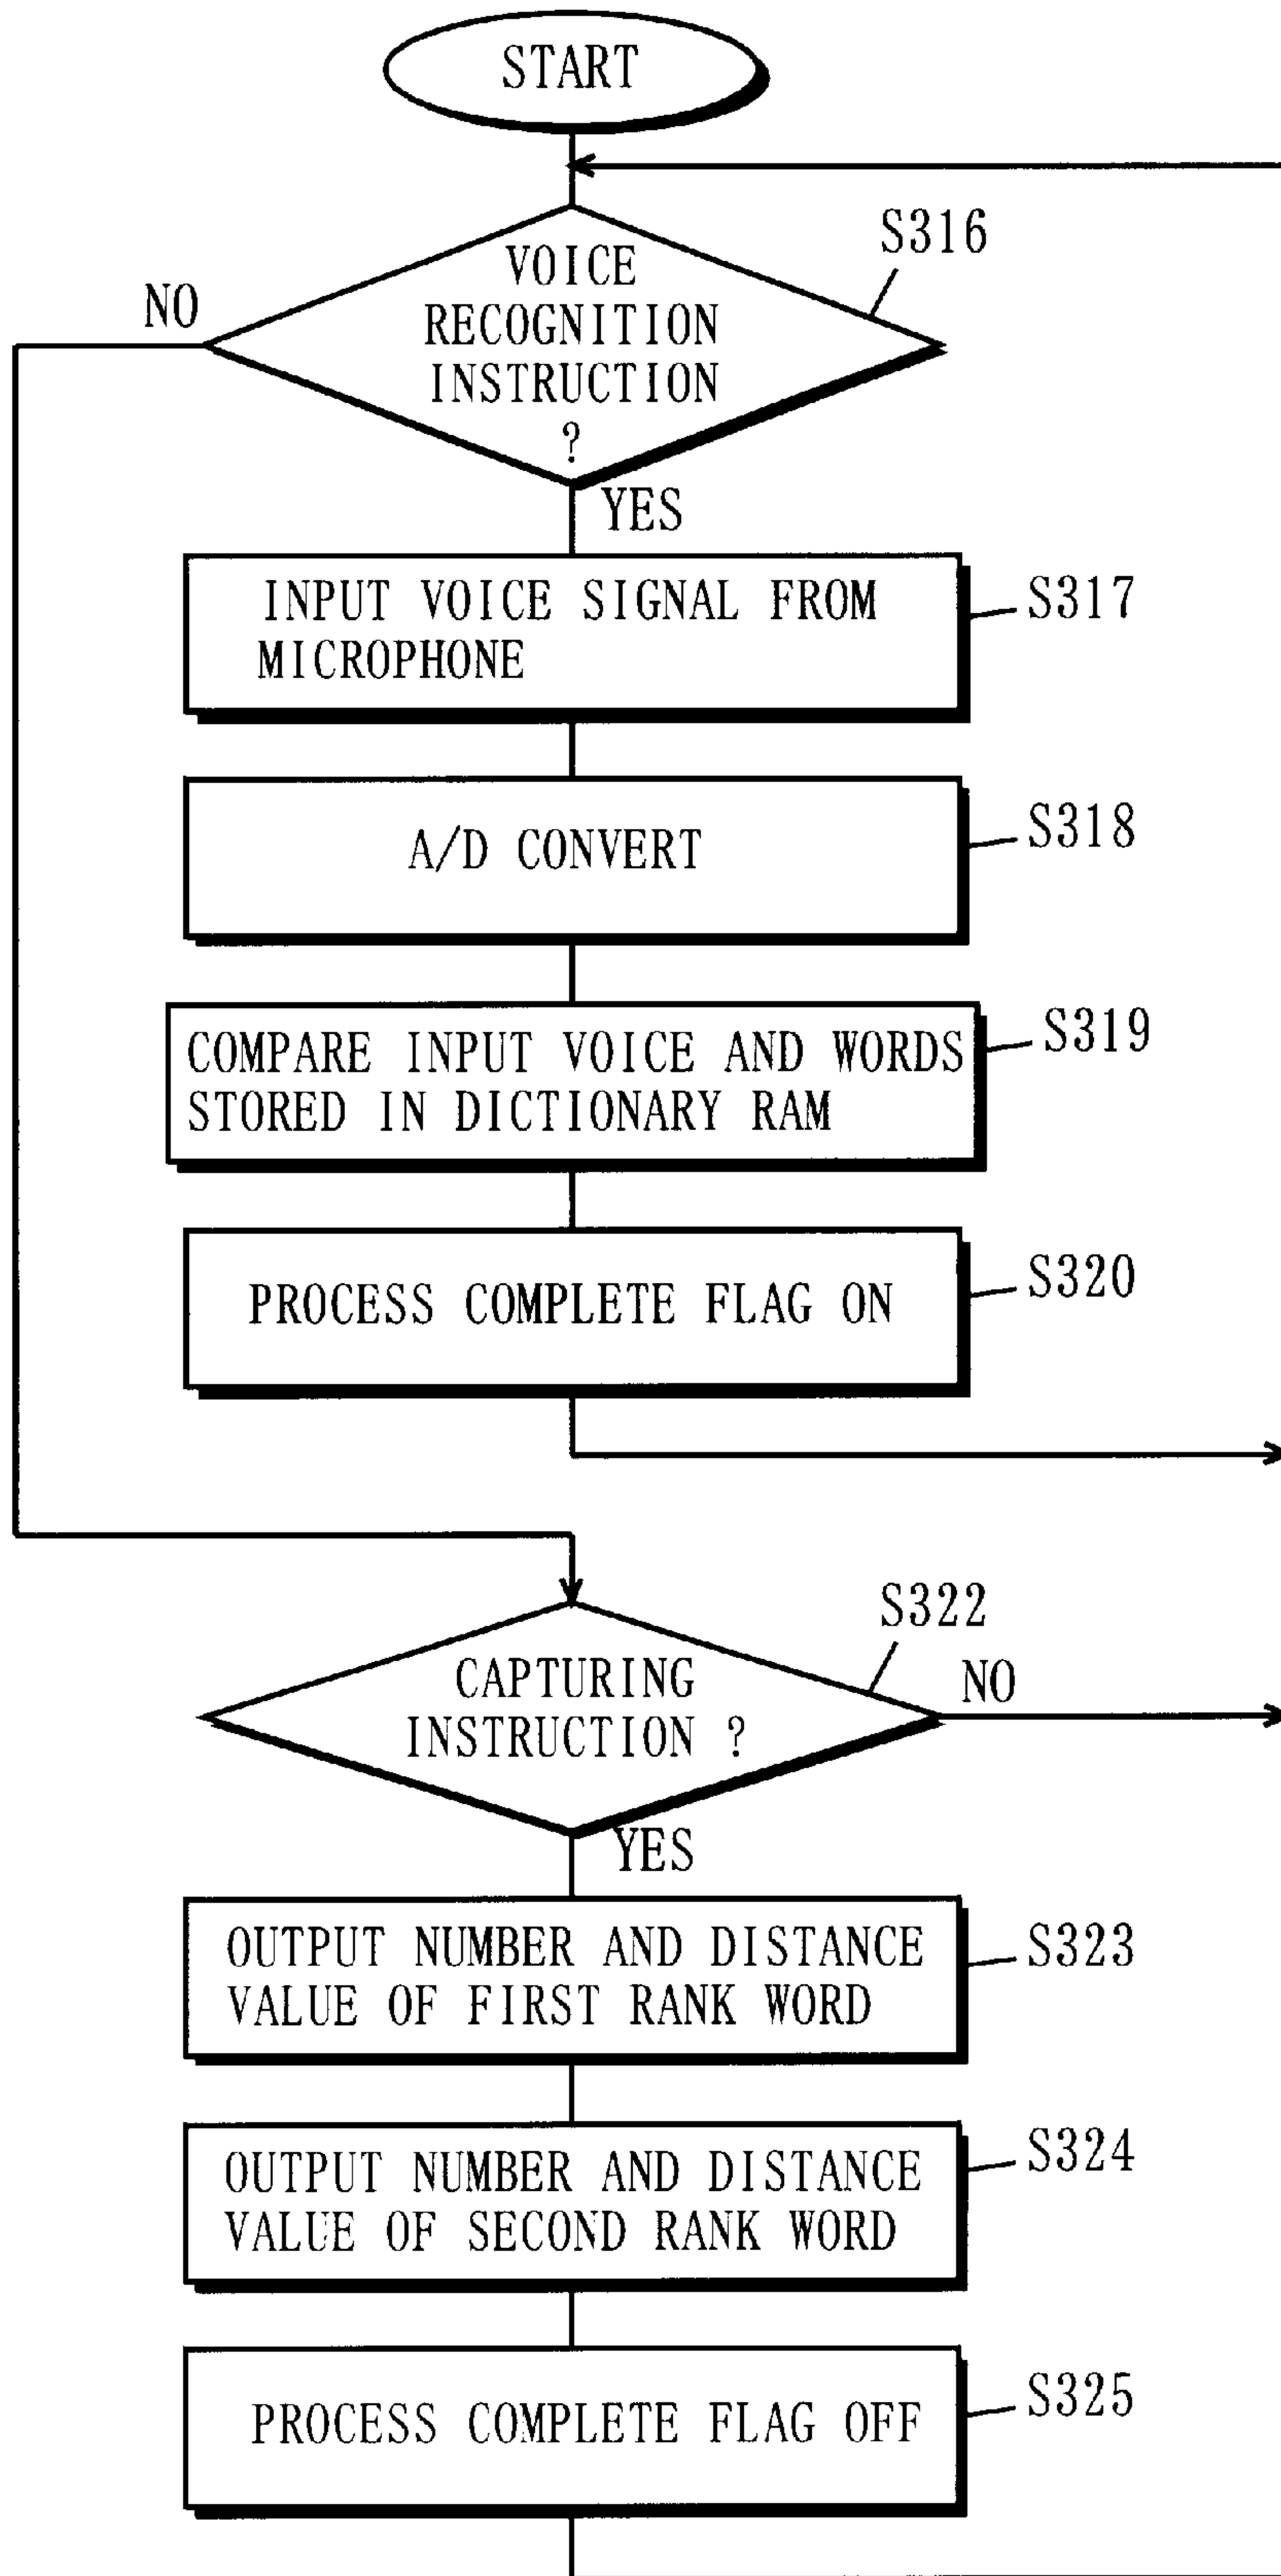 START
S316
NO
VOICE
RECOGNITION
INSTRUCTION
?
YES
INPUT VOICE SIGNAL FROM
MICROPHONE
S317
A/D CONVERT
S318
COMPARE INPUT VOICE AND WORDS
STORED IN DICTIONARY RAM
S319
PROCESS COMPLETE FLAG ON
S320
S322
CAPTURING
INSTRUCTION ?
NO
YES
OUTPUT NUMBER AND DISTANCE
VALUE OF FIRST RANK WORD
S323
OUTPUT NUMBER AND DISTANCE
VALUE OF SECOND RANK WORD
S324
PROCESS COMPLETE FLAG OFF
S325